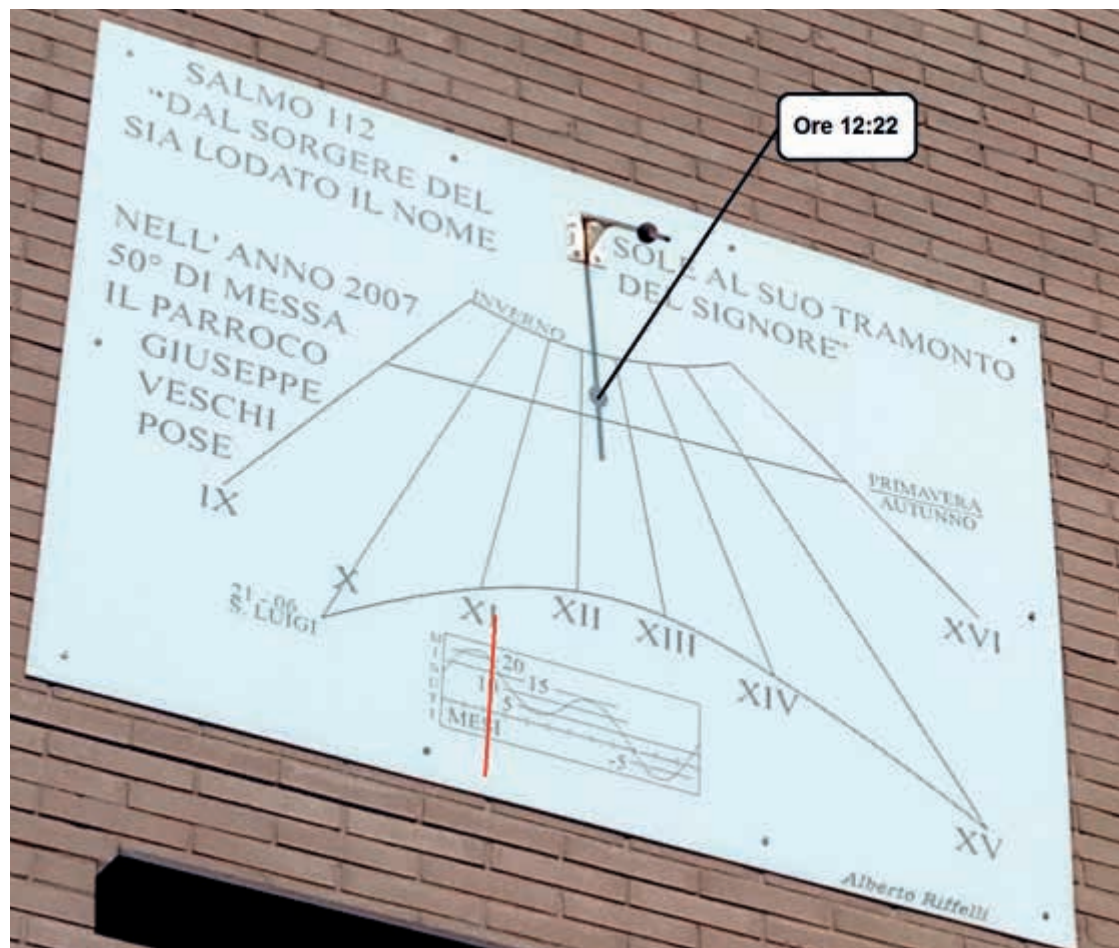 SALMO 112
“DAL SORGERE DEL
SIA LODATO IL NOME
SOLE AL SUO TRAMONTO
DEL SIGNORE”
Ore 12:22
NELL' ANNO 2007
50° DI MESSA
IL PARROCO
GIUSEPPE
VESCHI
POSE
INVERNO
PRIMAVERA
AUTUNNO
IX
X
XI
XII
XIII
XIV
XV
XVI
21-06
S. LUIGI
MINUTI
20
15
10
5
-5
MESI
Alberto Riffelli